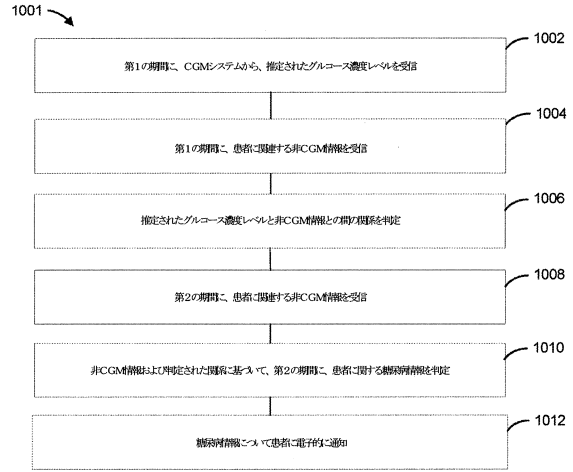 1001
1002
第1の期間に、CGMシステムから、推定されたグルコース濃度レベルを受信
1004
第1の期間に、患者に関連する非CGM情報を受信
1006
推定されたグルコース濃度レベルと非CGM情報との間の関係を判定
1008
第2の期間に、患者に関連する非CGM情報を受信
1010
非CGM情報および判定された関係に基づいて、第2の期間に、患者に関する糖尿病情報を判定
1012
糖尿病情報について患者に電子的に通知